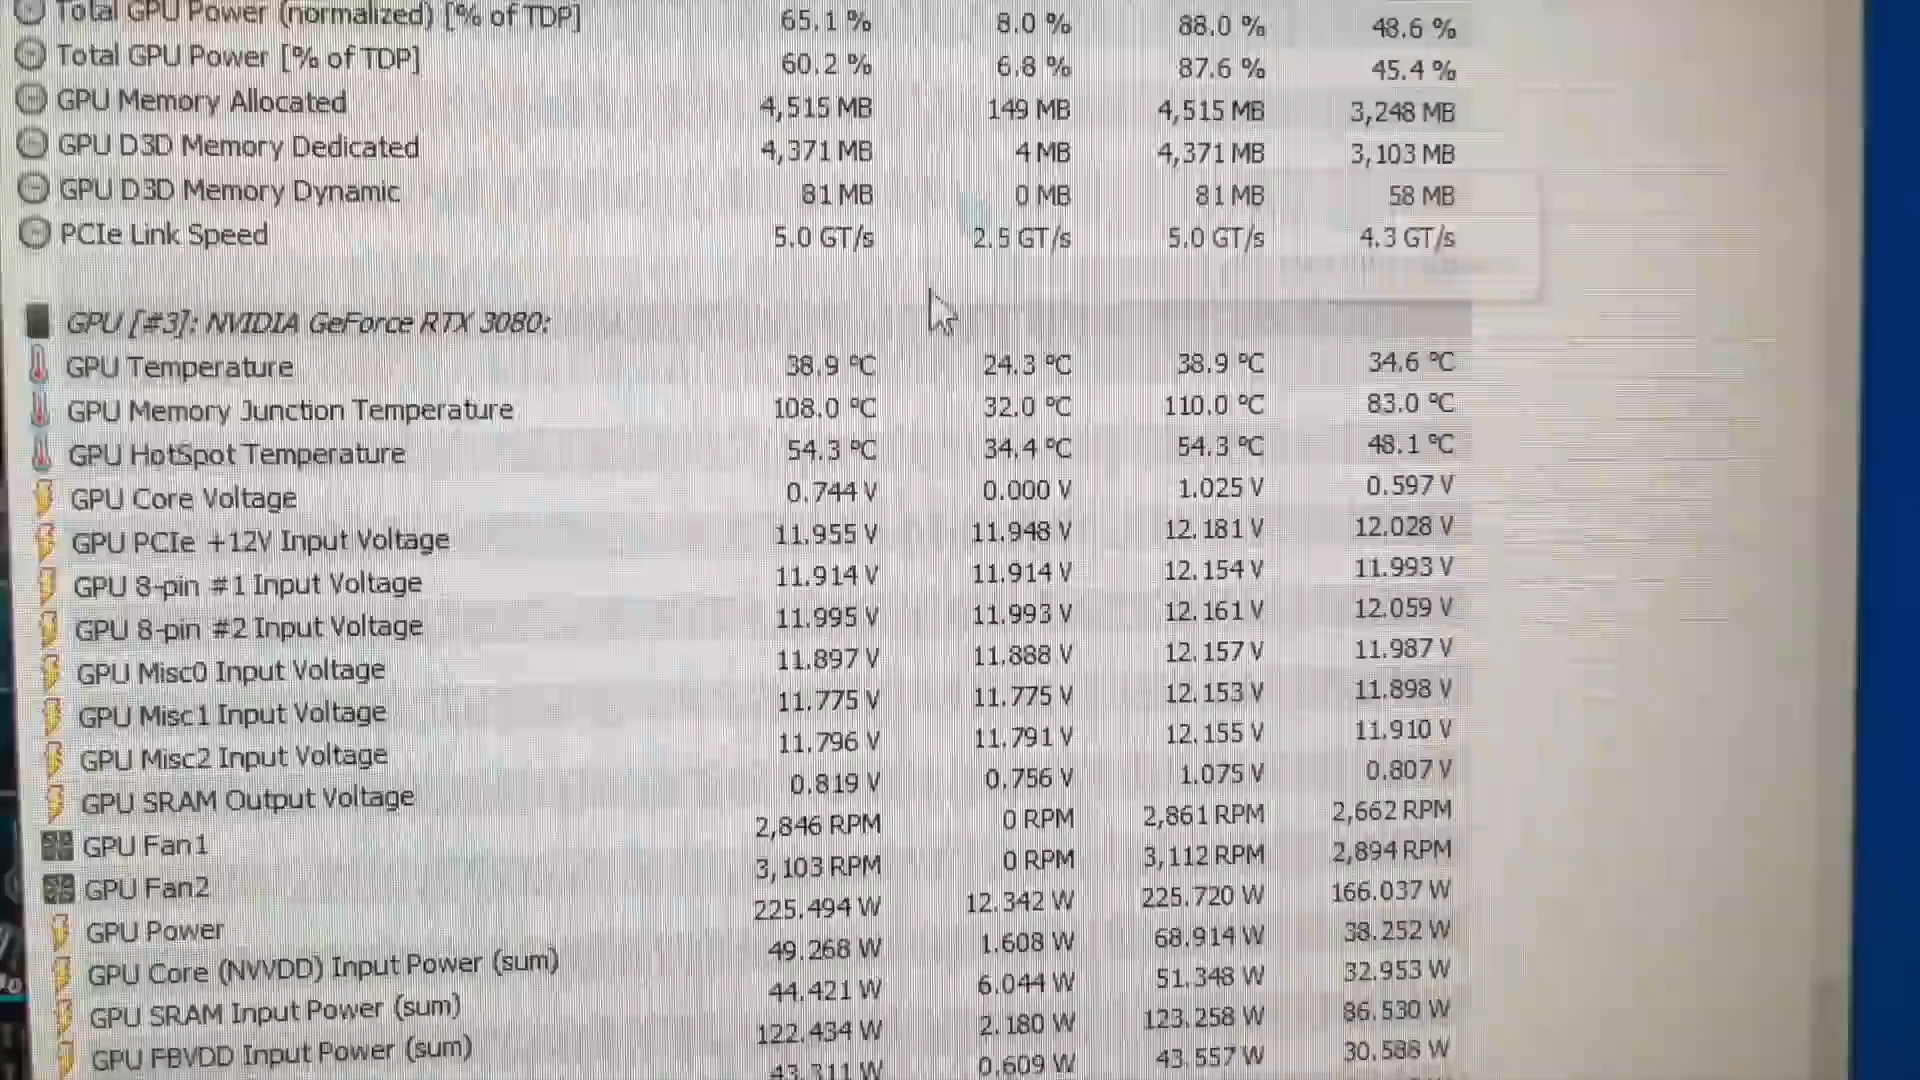 Total GPU Power (normalized) [% of TDP] 65.1 % 8.0 % 88.0 % 48.6 %
Total GPU Power [% of TDP] 60.2 % 6.8 % 87.6 % 45.4 %
GPU Memory Allocated 4,515 MB 149 MB 4,515 MB 3,248 MB
GPU D3D Memory Dedicated 4,371 MB 4 MB 4,371 MB 3,103 MB
GPU D3D Memory Dynamic 81 MB 0 MB 81 MB 58 MB
PCIe Link Speed 5.0 GT/s 2.5 GT/s 5.0 GT/s 4.3 GT/s
GPU [#3]: NVIDIA GeForce RTX 3080:
GPU Temperature 38.9 °C 24.3 °C 38.9 °C 34.6 °C
GPU Memory Junction Temperature 108.0 °C 32.0 °C 110.0 °C 83.0 °C
GPU HotSpot Temperature 54.3 °C 34.4 °C 54.3 °C 48.1 °C
GPU Core Voltage 0.744 V 0.000 V 1.025 V 0.597 V
GPU PCIe +12V Input Voltage 11.955 V 11.948 V 12.181 V 12.028 V
GPU 8-pin #1 Input Voltage 11.914 V 11.914 V 12.154 V 11.993 V
GPU 8-pin #2 Input Voltage 11.995 V 11.993 V 12.161 V 12.059 V
GPU Misc0 Input Voltage 11.897 V 11.888 V 12.157 V 11.987 V
GPU Misc1 Input Voltage 11.775 V 11.775 V 12.153 V 11.898 V
GPU Misc2 Input Voltage 11.796 V 11.791 V 12.155 V 11.910 V
GPU SRAM Output Voltage 0.819 V 0.756 V 1.075 V 0.807 V
GPU Fan1 2,846 RPM 0 RPM 2,861 RPM 2,662 RPM
GPU Fan2 3,103 RPM 0 RPM 3,112 RPM 2,894 RPM
GPU Power 225.494 W 12.342 W 225.720 W 166.037 W
GPU Core (NVVDD) Input Power (sum) 49.268 W 1.608 W 68.914 W 38.252 W
GPU SRAM Input Power (sum) 44.421 W 6.044 W 51.348 W 32.953 W
GPU FBVDD Input Power (sum) 122.434 W 2.180 W 123.258 W 86.530 W
43.311 W 0.609 W 43.557 W 30.588 W